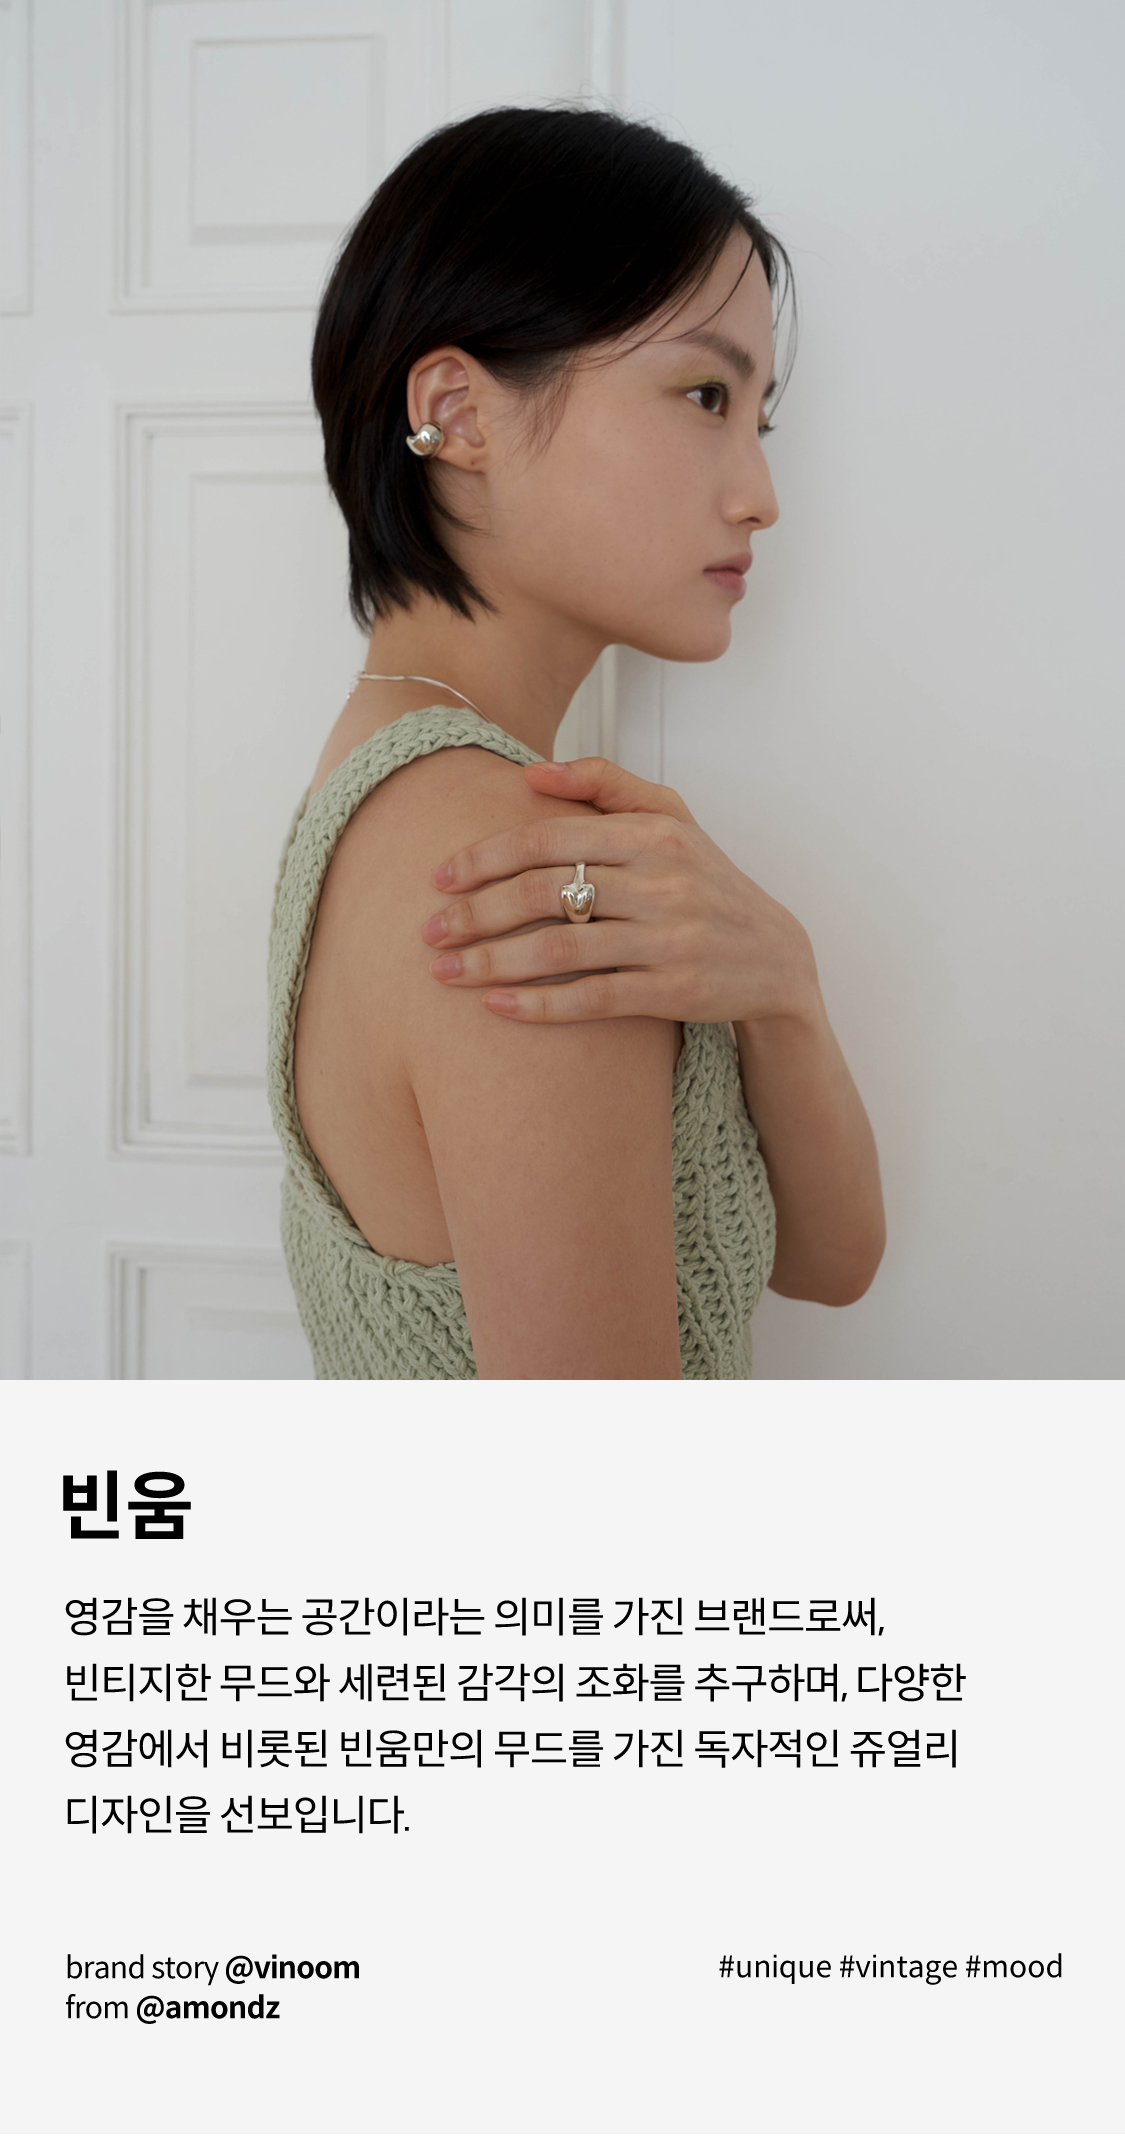 빈움
영감을 채우는 공간이라는 의미를 가진 브랜드로써,
빈티지한 무드와 세련된 감각의 조화를 추구하며, 다양한
영감에서 비롯된 빈움만의 무드를 가진 독자적인 쥬얼리
디자인을 선보입니다.
brand story @vinoom
from @amondz
#unique #vintage #mood